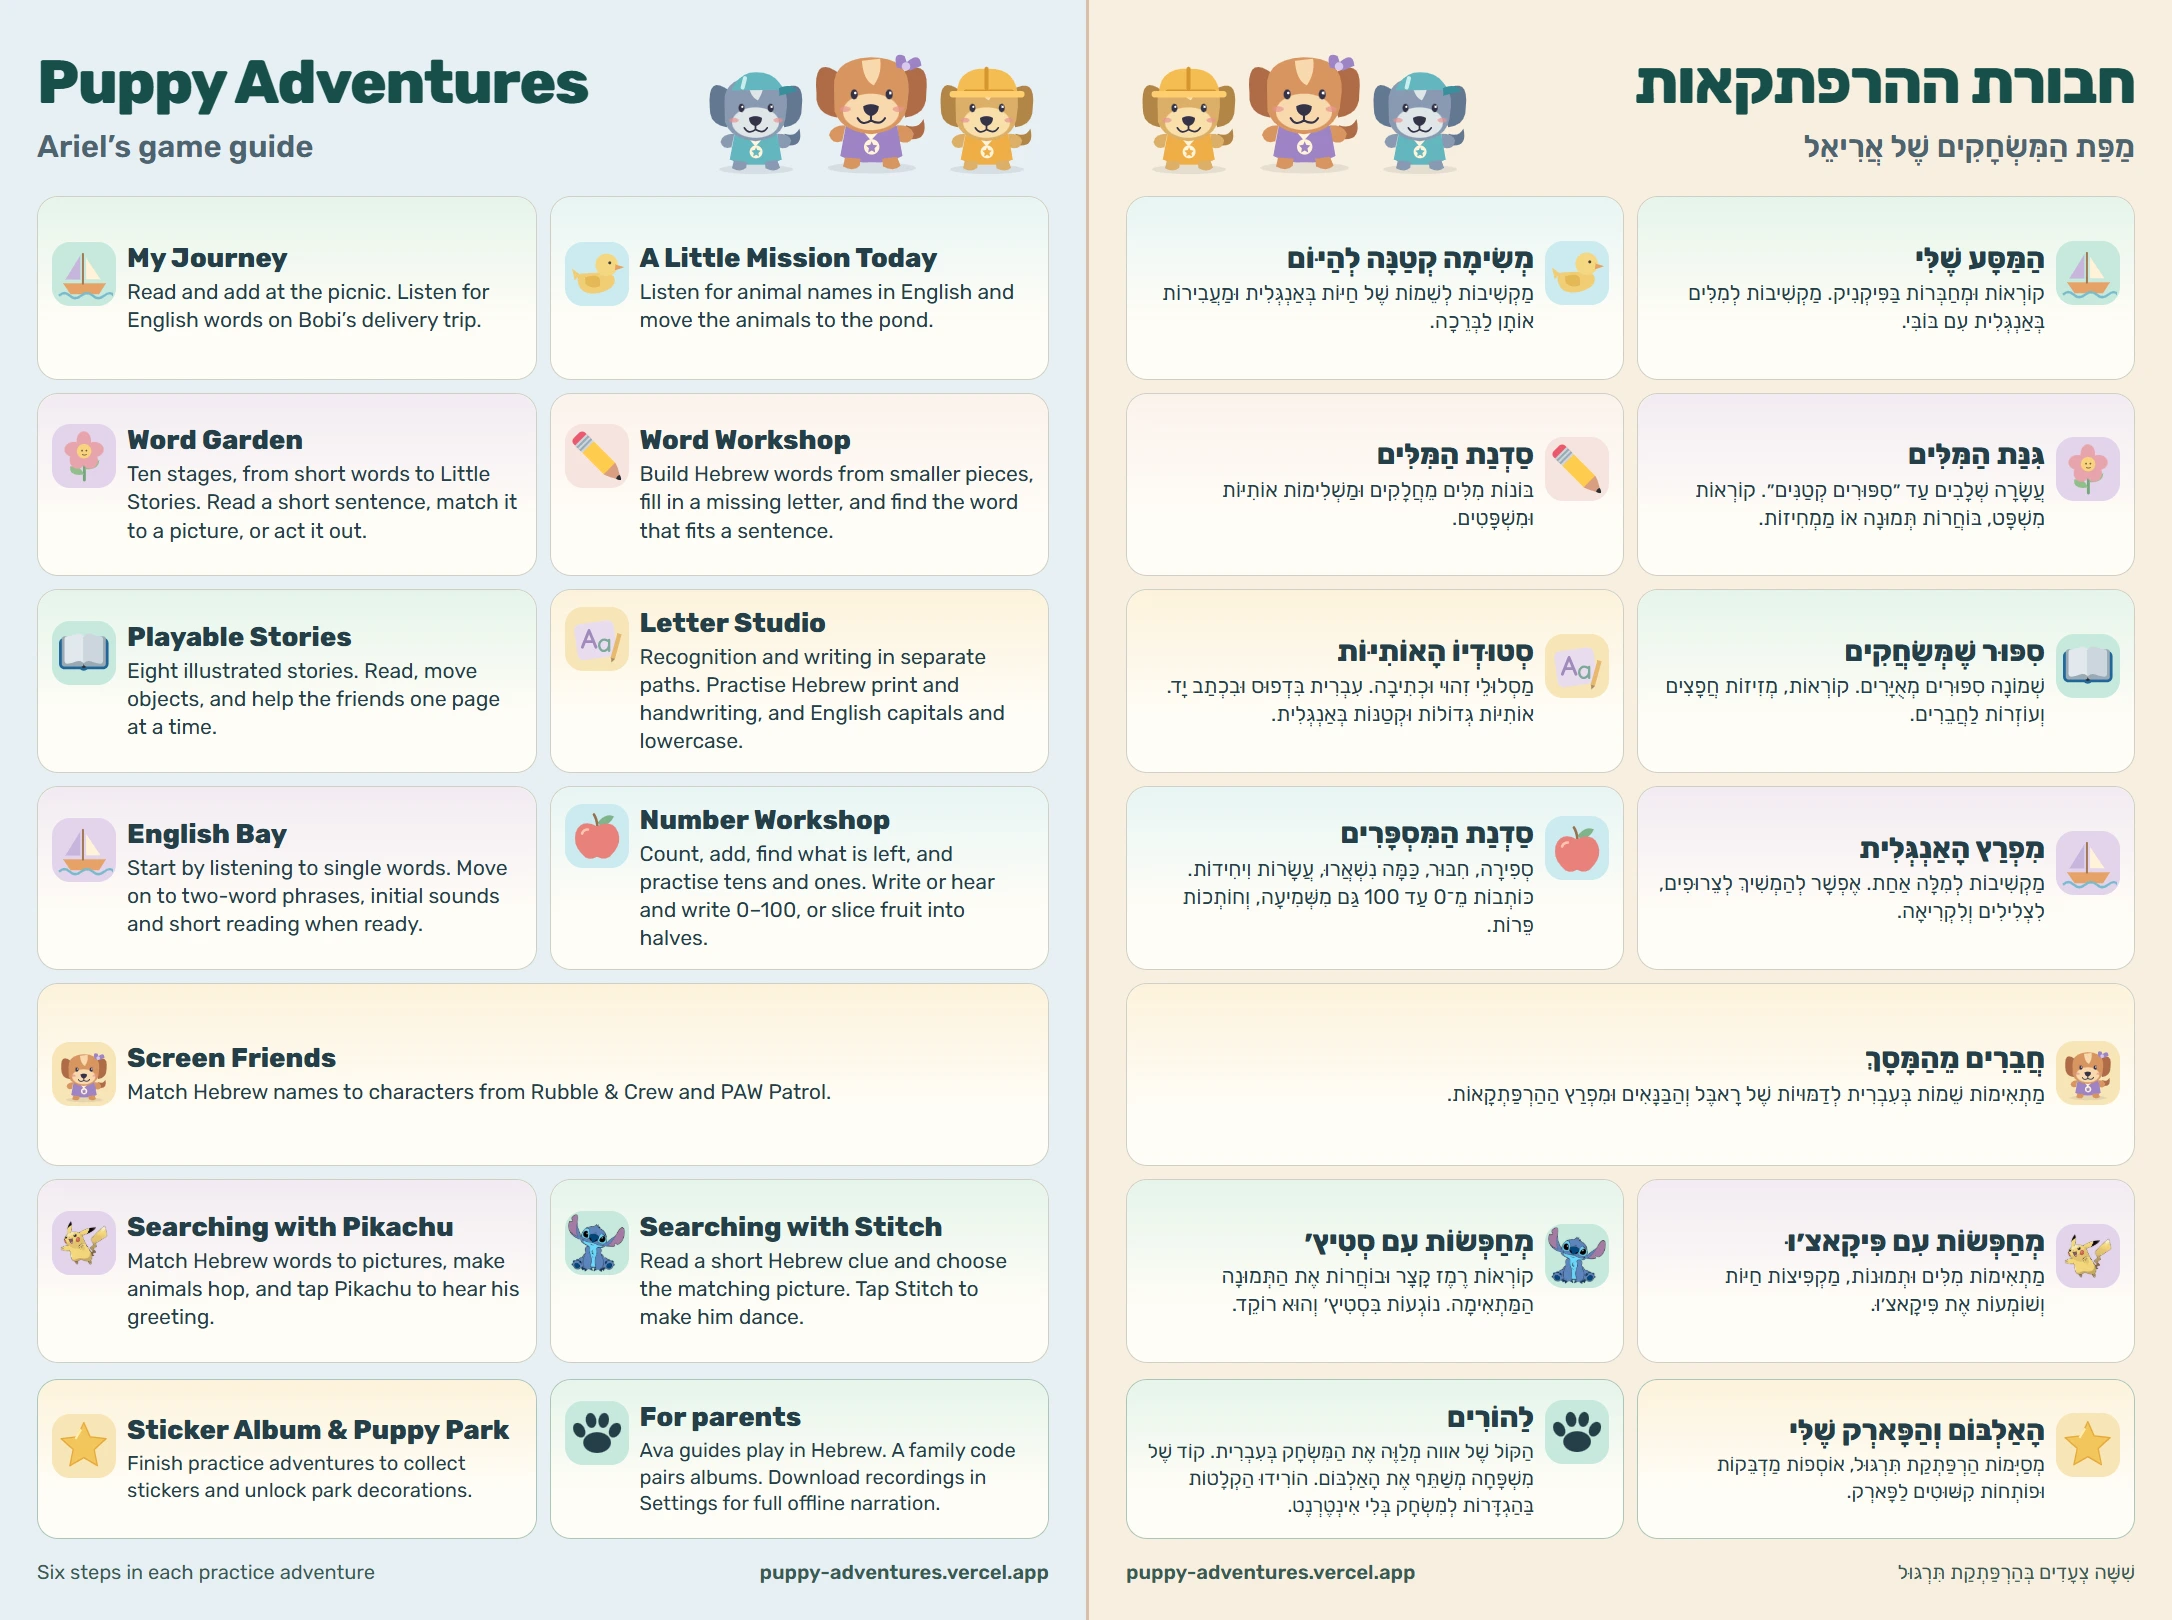 Puppy Adventures
Ariel’s game guide
My Journey
Read and add at the picnic. Listen for
English words on Bobi’s delivery trip.
A Little Mission Today
Listen for animal names in English and
move the animals to the pond.
Word Garden
Ten stages, from short words to Little
Stories. Read a short sentence, match it
to a picture, or act it out.
Word Workshop
Build Hebrew words from smaller pieces,
fill in a missing letter, and find the word
that fits a sentence.
Playable Stories
Eight illustrated stories. Read, move
objects, and help the friends one page
at a time.
Letter Studio
Recognition and writing in separate
paths. Practise Hebrew print and
handwriting, and English capitals and
lowercase.
English Bay
Start by listening to single words. Move
on to two-word phrases, initial sounds
and short reading when ready.
Number Workshop
Count, add, find what is left, and
practise tens and ones. Write or hear
and write 0–100, or slice fruit into
halves.
Screen Friends
Match Hebrew names to characters from Rubble & Crew and PAW Patrol.
Searching with Pikachu
Match Hebrew words to pictures, make
animals hop, and tap Pikachu to hear his
greeting.
Searching with Stitch
Read a short Hebrew clue and choose
the matching picture. Tap Stitch to
make him dance.
Sticker Album & Puppy Park
Finish practice adventures to collect
stickers and unlock park decorations.
For parents
Ava guides play in Hebrew. A family code
pairs albums. Download recordings in
Settings for full offline narration.
Six steps in each practice adventure
puppy-adventures.vercel.app
חבורת ההרפתקאות
מַפַּת הַמִּשְׂחָקִים שֶׁל אֲרִיאֵל
הַמַּסָּע שֶׁלִּי
קוֹרְאוֹת וּמְחַבְּרוֹת בַּפִּיקְנִיק. מַקְשִׁיבוֹת לְמִלִּים
בְּאַנְגְּלִית עִם בּוֹבִּי.
מְשִׂימָה קְטַנָּה לְהַיּוֹם
מַקְשִׁיבוֹת לִשְׁמוֹת שֶׁל חַיּוֹת בְּאַנְגְּלִית וּמַעֲבִירוֹת
אוֹתָן לַבְּרֵכָה.
גִּנַּת הַמִּלִּים
עֲשָׂרָה שְׁלָבִים עַד ״סִפּוּרִים קְטַנִּים״. קוֹרְאוֹת
מִשְׁפָּט, בּוֹחֲרוֹת תְּמוּנָה אוֹ מַמְחִיזוֹת.
סַדְנַת הַמִּלִּים
בּוֹנוֹת מִלִּים מֵחֲלָקִים וּמַשְׁלִימוֹת אוֹתִיּוֹת
וּמִשְׁפָּטִים.
סִפּוּר שֶׁמְּשַׂחֲקִים
שְׁמוֹנָה סִפּוּרִים מְאֻיָּרִים. קוֹרְאוֹת, מְזִיזוֹת חֲפָצִים
וְעוֹזְרוֹת לַחֲבֵרִים.
סְטוּדְיוֹ הָאוֹתִיּוֹת
מַסְלוּלֵי זִהוּי וּכְתִיבָה. עִבְרִית בִּדְפוּס וּבִכְתַב יָד.
אוֹתִיּוֹת גְּדוֹלוֹת וּקְטַנּוֹת בְּאַנְגְּלִית.
מִפְרַץ הָאַנְגְּלִית
מַקְשִׁיבוֹת לְמִלָּה אַחַת. אֶפְשָׁר לְהַמְשִׁיךְ לְצֵרוּפִים,
לִצְלִילִים וְלִקְרִיאָה.
סַדְנַת הַמִּסְפָּרִים
סְפִירָה, חִבּוּר, כַּמָּה נִשְׁאֲרוּ, עֲשָׂרוֹת וִיחִידוֹת.
כּוֹתְבוֹת מִ־0 עַד 100 גַּם מִשְּׁמִיעָה, וְחוֹתְכוֹת
פֵּרוֹת.
חֲבֵרִים מֵהַמָּסָךְ
מַתְאִימוֹת שֵׁמוֹת בְּעִבְרִית לִדְמֻיּוֹת שֶׁל רָאבֶּל וְהַבַּנָּאִים וּמִפְרַץ הַהַרְפַּתְקָאוֹת.
מְחַפְּשׂוֹת עִם פִּיקָאצ׳וּ
מַתְאִימוֹת מִלִּים וּתְמוּנוֹת, מַקְפִּיצוֹת חַיּוֹת
וְשׁוֹמְעוֹת אֶת פִּיקָאצ׳וּ.
מְחַפְּשׂוֹת עִם סְטִיץ׳
קוֹרְאוֹת רֶמֶז קָצָר וּבוֹחֲרוֹת אֶת הַתְּמוּנָה
הַמַּתְאִימָה. נוֹגְעוֹת בִּסְטִיץ׳ וְהוּא רוֹקֵד.
הָאַלְבּוֹם וְהַפָּארְק שֶׁלִּי
מְסַיְּמוֹת הַרְפַּתְקַת תִּרְגּוּל, אוֹסְפוֹת מַדְבֵּקוֹת
וּפוֹתְחוֹת קִשּׁוּטִים לַפָּארְק.
לַהוֹרִים
הַקּוֹל שֶׁל אווה מְלַוֶּה אֶת הַמִּשְׂחָק בְּעִבְרִית. קוֹד שֶׁל
מִשְׁפָּחָה מְשַׁתֵּף אֶת הָאַלְבּוֹם. הוֹרִידוּ הַקְלָטוֹת
בַּהַגְדָּרוֹת לְמִשְׂחָק בְּלִי אִינְטֶרְנֶט.
שִׁשָּׁה צְעָדִים בְּהַרְפַּתְקַת תִּרְגּוּל
puppy-adventures.vercel.app